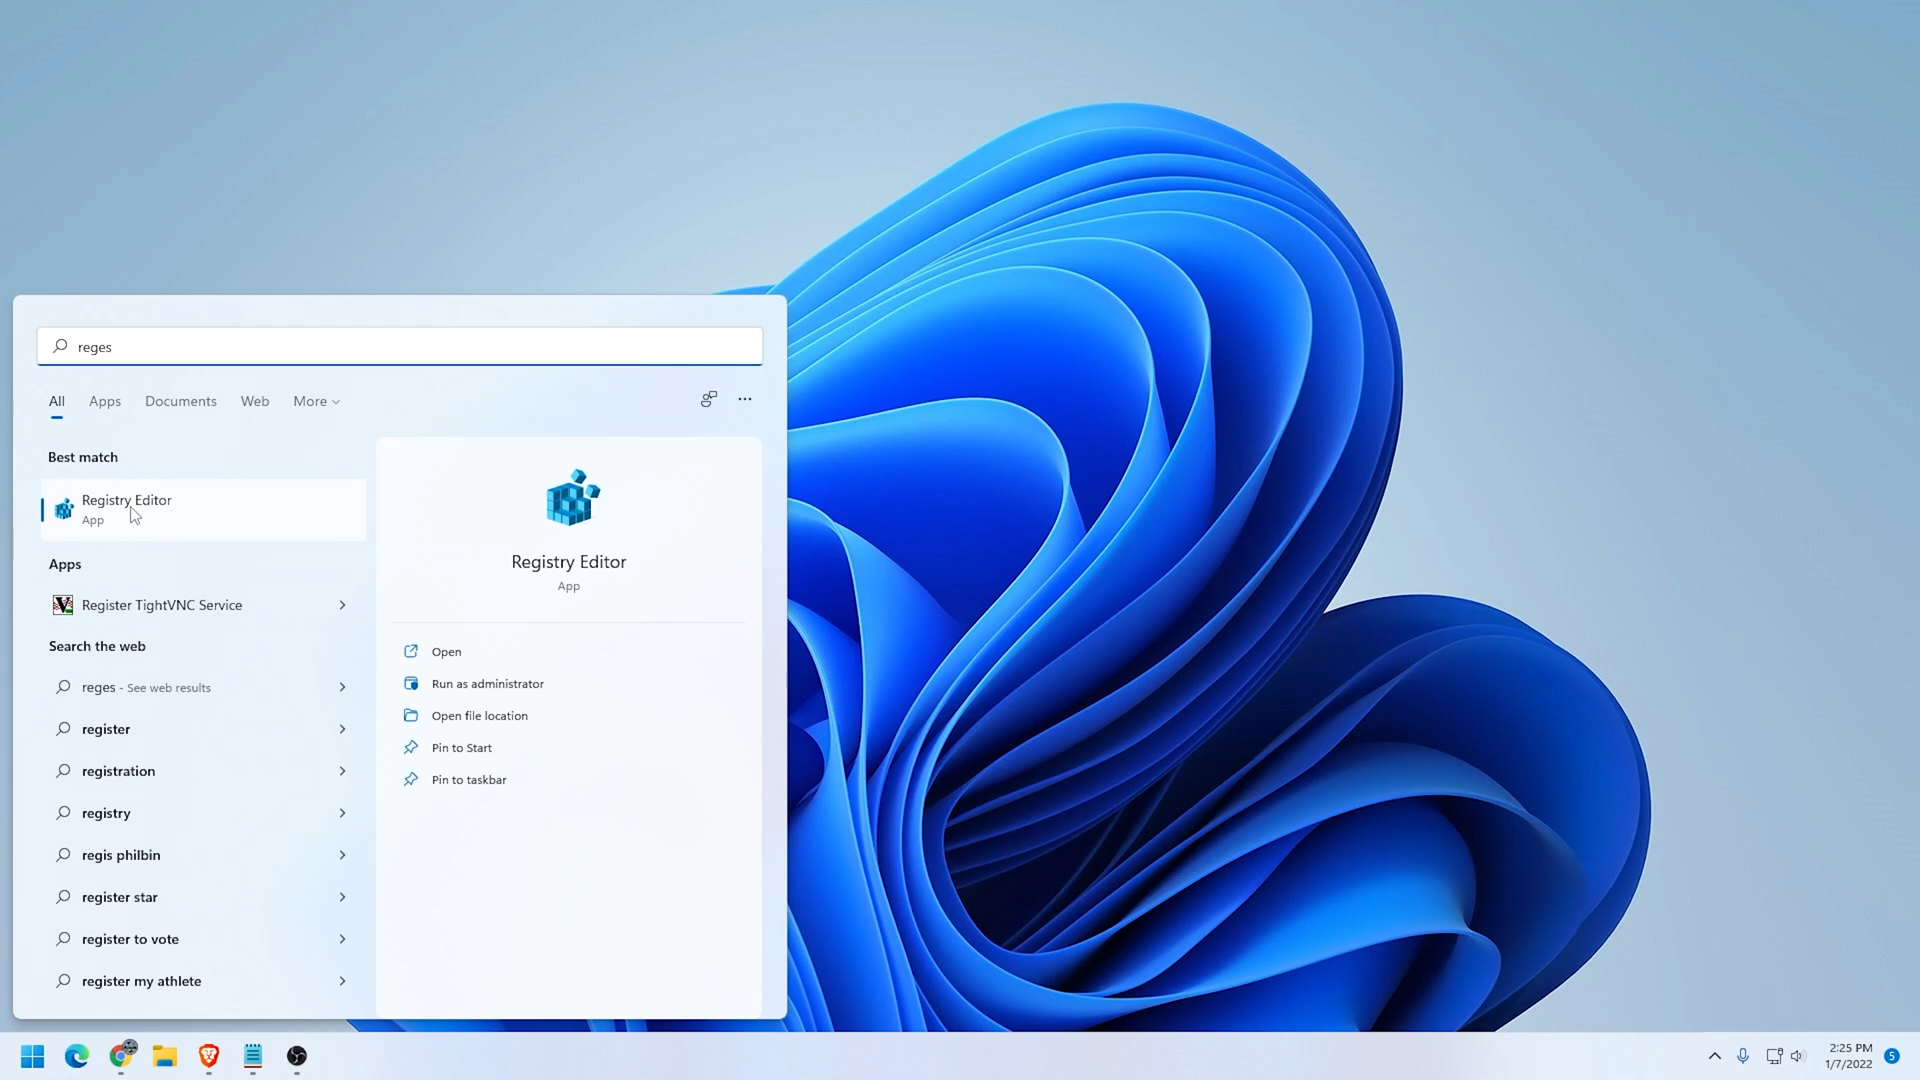 reges
All Apps Documents Web More
Best match
Registry Editor
App
Apps
Register TightVNC Service
Search the web
reges - See web results
register
registration
registry
regis philbin
register star
register to vote
register my athlete
Registry Editor
App
Open
Run as administrator
Open file location
Pin to Start
Pin to taskbar
2:25 PM
1/7/2022
5